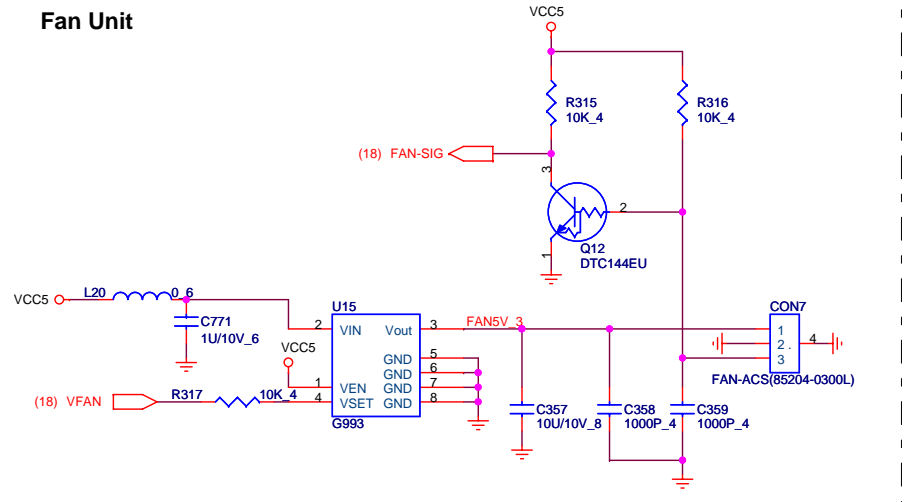 Fan Unit
VCC5
R315
10K_4
R316
10K_4
(18) FAN-SIG
3
2
1
Q12
DTC144EU
VCC5
L20
0_6
C771
1U/10V_6
VCC5
U15
2
VIN
Vout
3
FAN5V_3
GND
5
GND
6
1
VEN
GND
7
4
VSET
GND
8
G993
(18) VFAN
R317
10K_4
CON7
1
2 .
3
4
FAN-ACS(85204-0300L)
C357
10U/10V_8
C358
1000P_4
C359
1000P_4